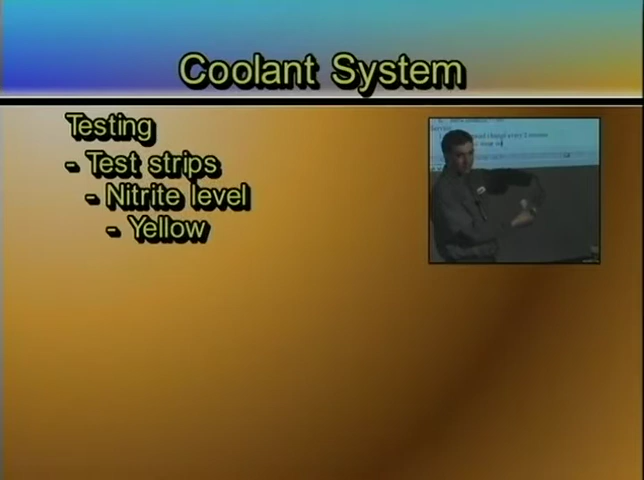 Coolant System
Testing
- Test strips
- Nitrite level
- Yellow